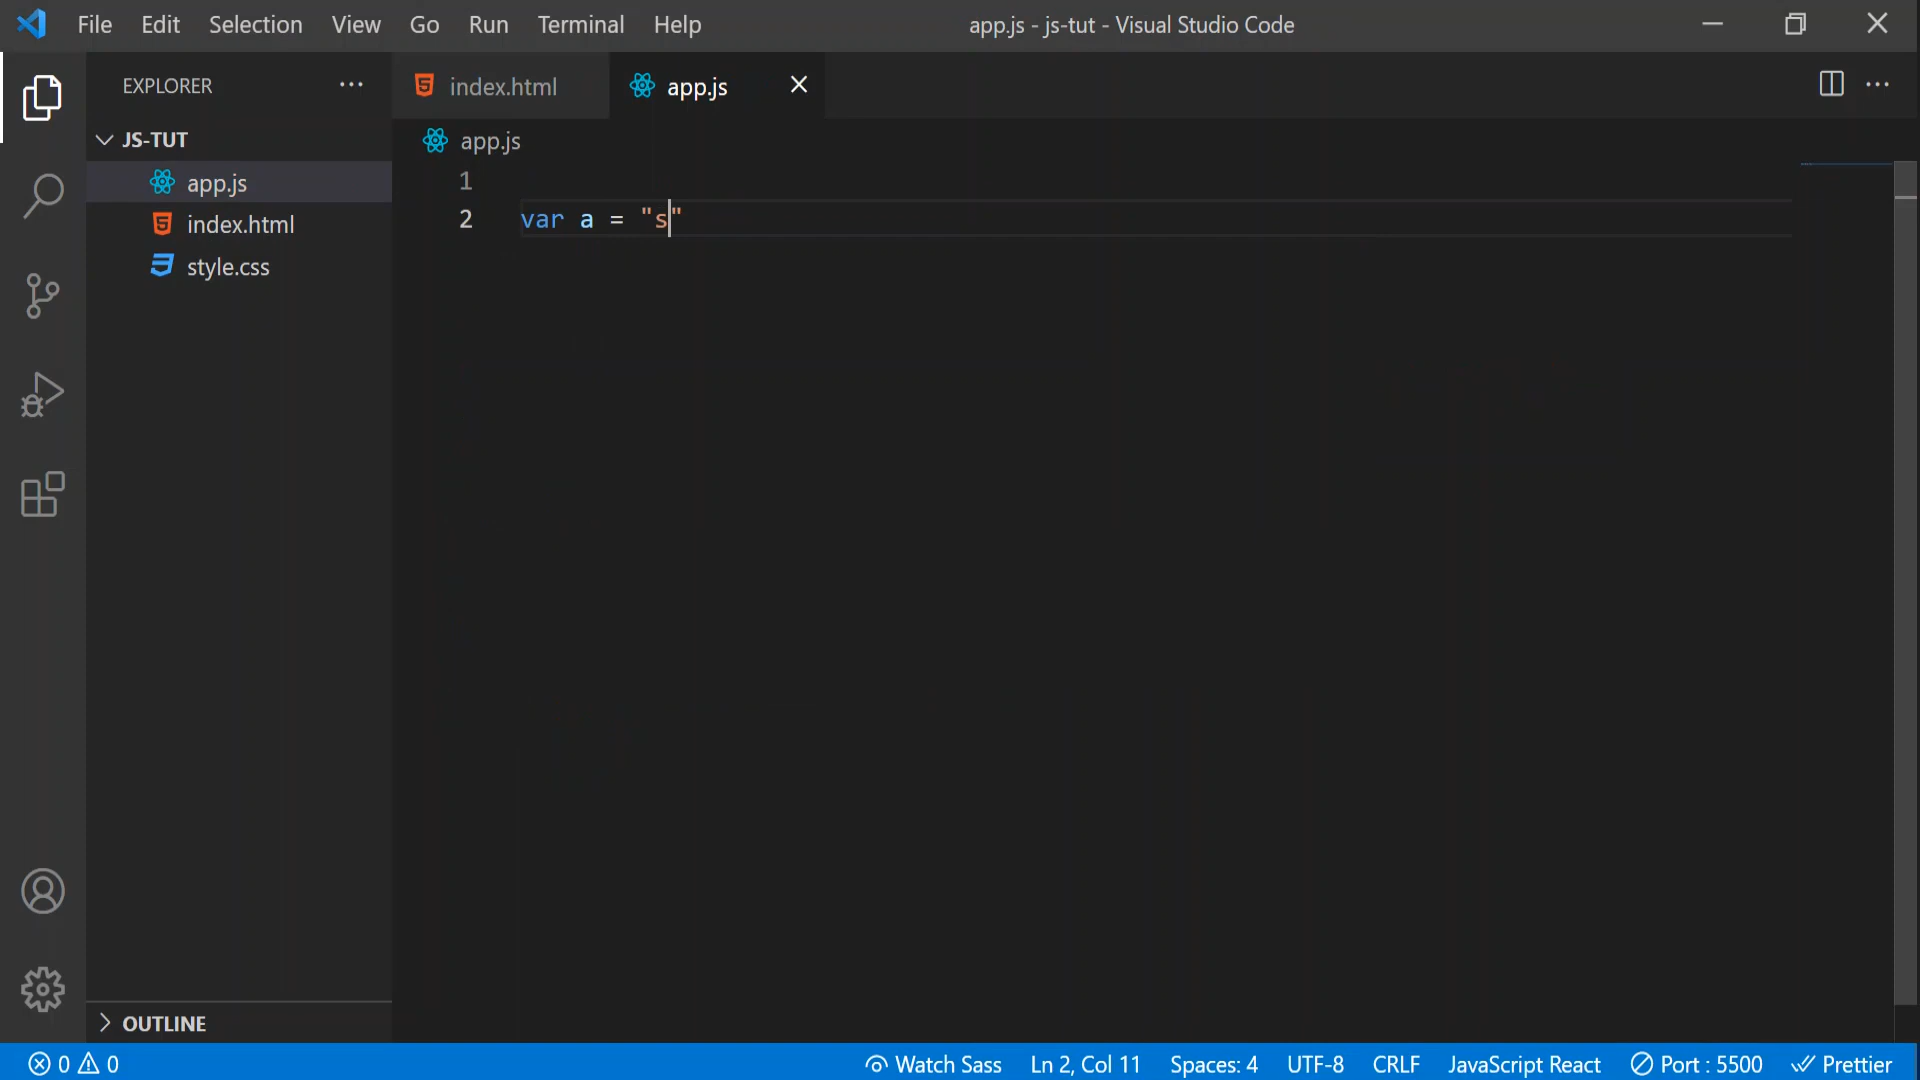 File Edit Selection View Go Run Terminal Help app.js - js-tut - Visual Studio Code
EXPLORER
JS-TUT
app.js
index.html
style.css
OUTLINE
index.html app.js
app.js
1
2 var a = "s"
0 0 Watch Sass Ln 2, Col 11 Spaces: 4 UTF-8 CRLF JavaScript React Port : 5500 Prettier